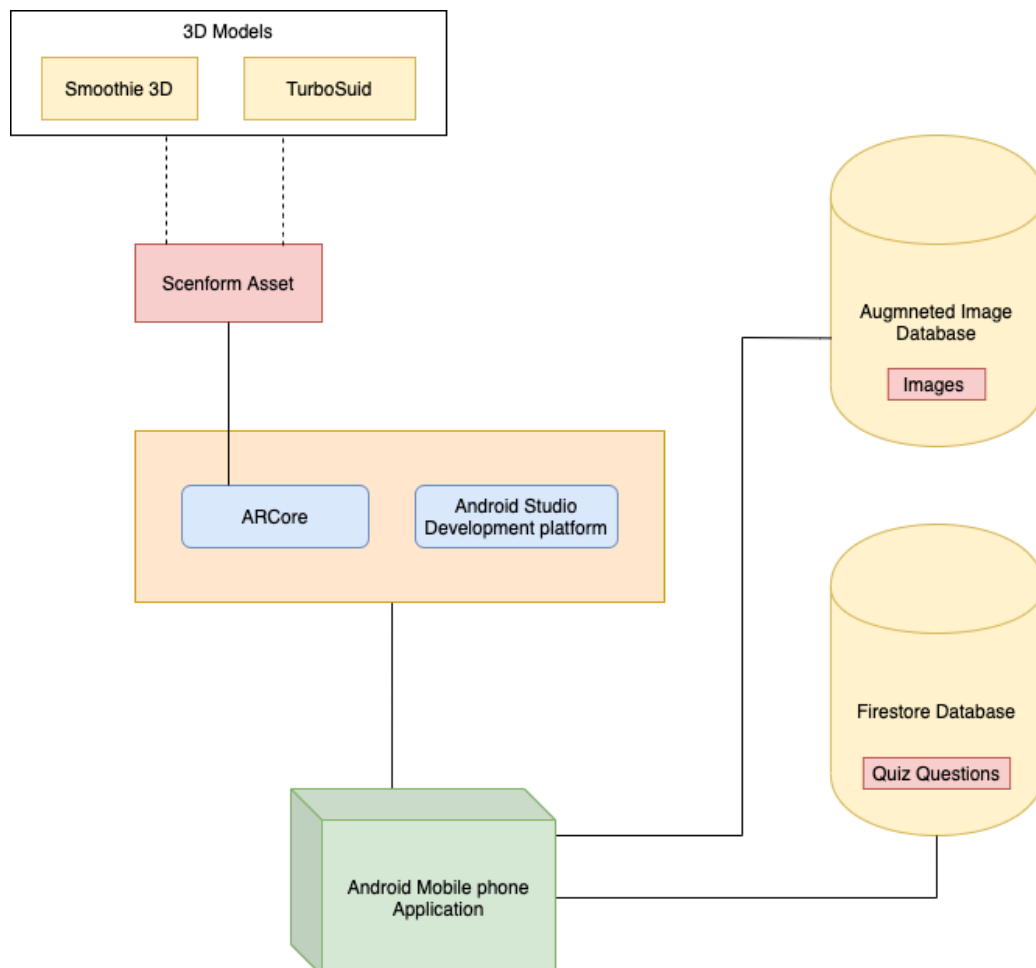 3D Models
Smoothie 3D
TurboSuid
Scenform Asset
Augmneted Image
Database
Images
ARCore
Android Studio
Development platform
Firestore Database
Quiz Questions
Android Mobile phone
Application